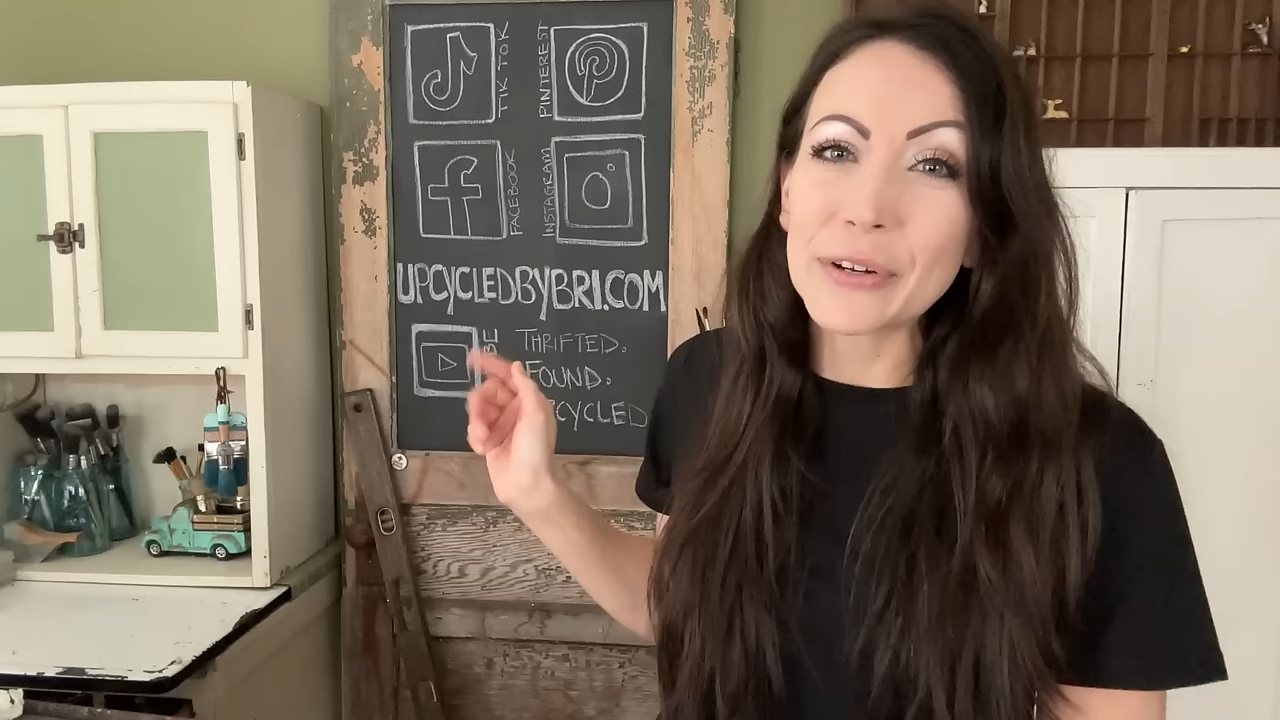 TIK TOK
PINTEREST
FACEBOOK
INSTAGRAM
UPCYCLEDBYBRI.COM
THRIFTED.
FOUND.